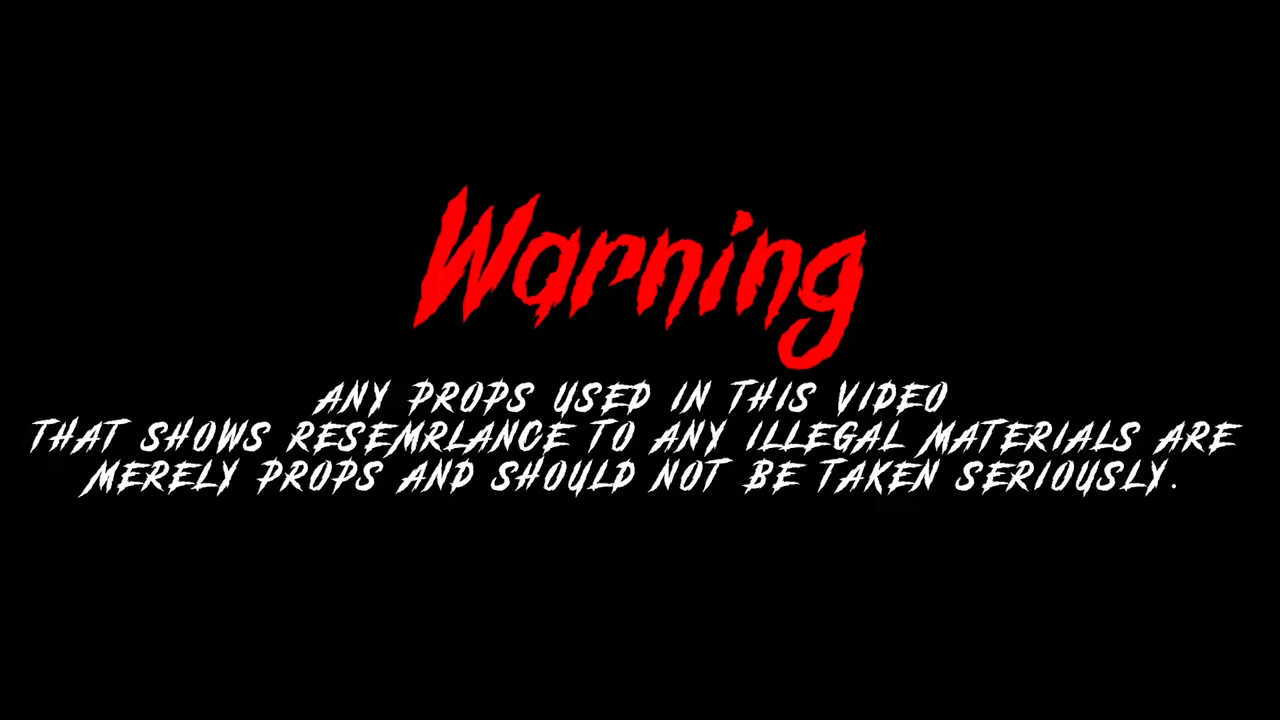 Warning
ANY PROPS USED IN THIS VIDEO
THAT SHOWS RESEMRLANCE TO ANY ILLEGAL MATERIALS ARE
MERELY PROPS AND SHOULD NOT BE TAKEN SERIOUSLY.